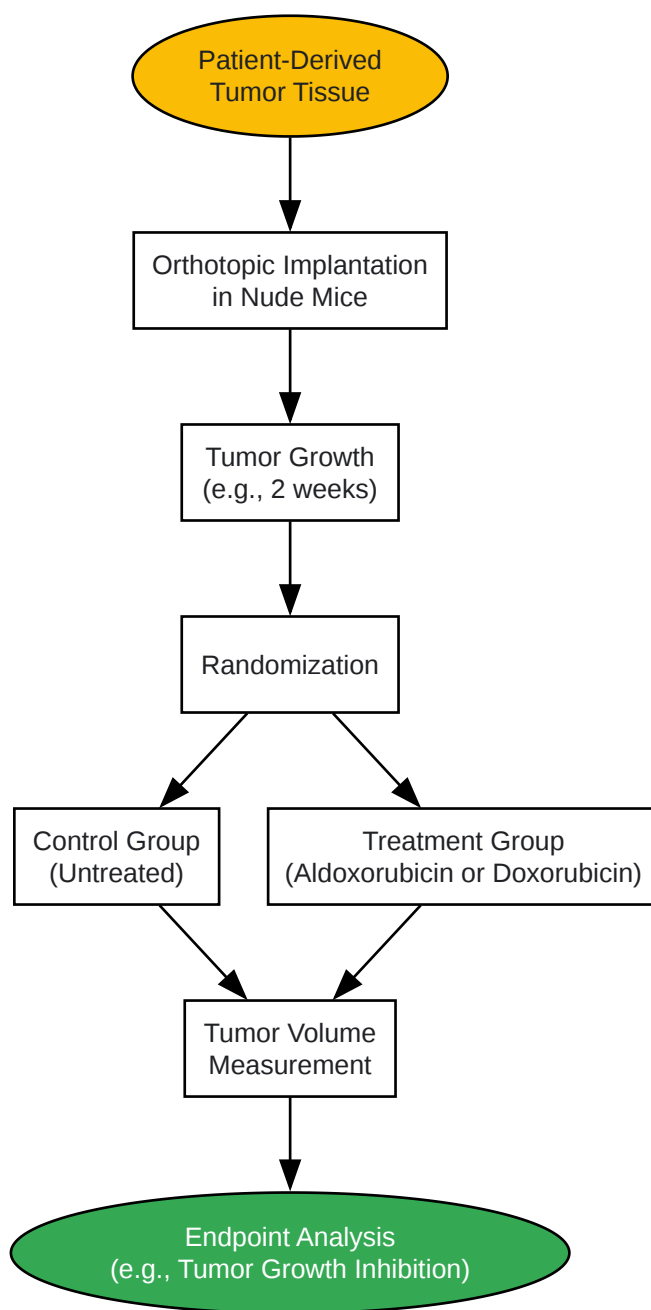 Patient-Derived
Tumor Tissue
Orthotopic Implantation
in Nude Mice
Tumor Growth
(e.g., 2 weeks)
Randomization
Control Group
(Untreated)
Treatment Group
(Aldoxorubicin or Doxorubicin)
Tumor Volume
Measurement
Endpoint Analysis
(e.g., Tumor Growth Inhibition)